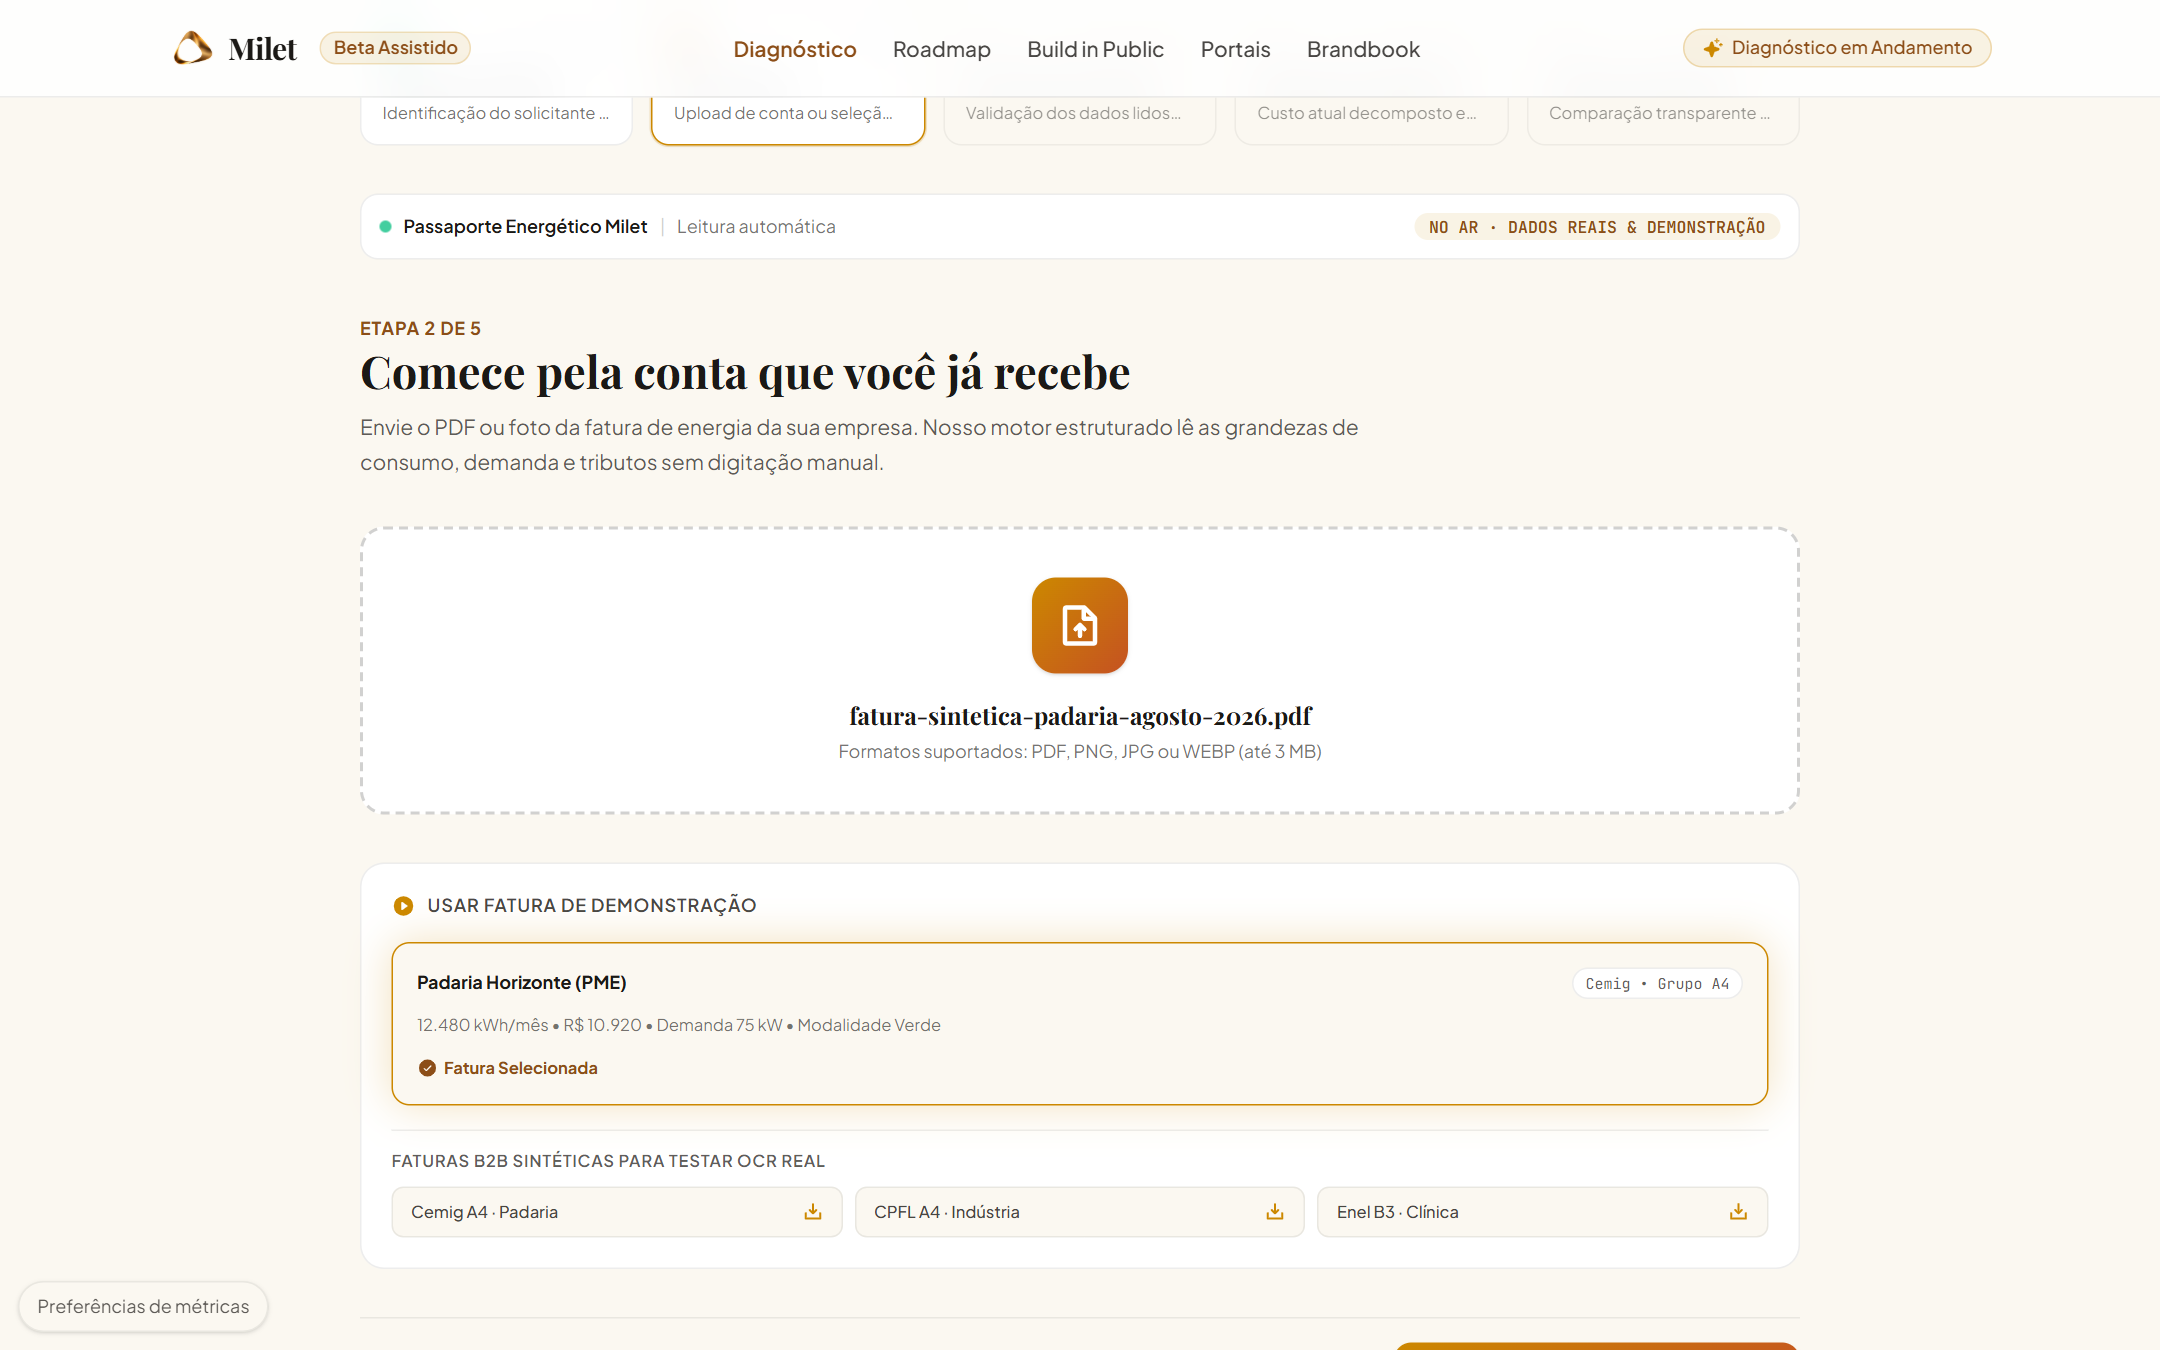 Milet
Beta Assistido
Diagnóstico
Roadmap
Build in Public
Portais
Brandbook
Diagnóstico em Andamento
Identificação do solicitante ...
Upload de conta ou seleçã...
Validação dos dados lidos...
Custo atual decomposto e...
Comparação transparente ...
Passaporte Energético Milet | Leitura automática
NO AR · DADOS REAIS & DEMONSTRAÇÃO
ETAPA 2 DE 5
Comece pela conta que você já recebe
Envie o PDF ou foto da fatura de energia da sua empresa. Nosso motor estruturado lê as grandezas de
consumo, demanda e tributos sem digitação manual.
fatura-sintetica-padaria-agosto-2026.pdf
Formatos suportados: PDF, PNG, JPG ou WEBP (até 3 MB)
USAR FATURA DE DEMONSTRAÇÃO
Padaria Horizonte (PME)
Cemig • Grupo A4
12.480 kWh/mês • R$ 10.920 • Demanda 75 kW • Modalidade Verde
Fatura Selecionada
FATURAS B2B SINTÉTICAS PARA TESTAR OCR REAL
Cemig A4 · Padaria
CPFL A4 · Indústria
Enel B3 · Clínica
Preferências de métricas